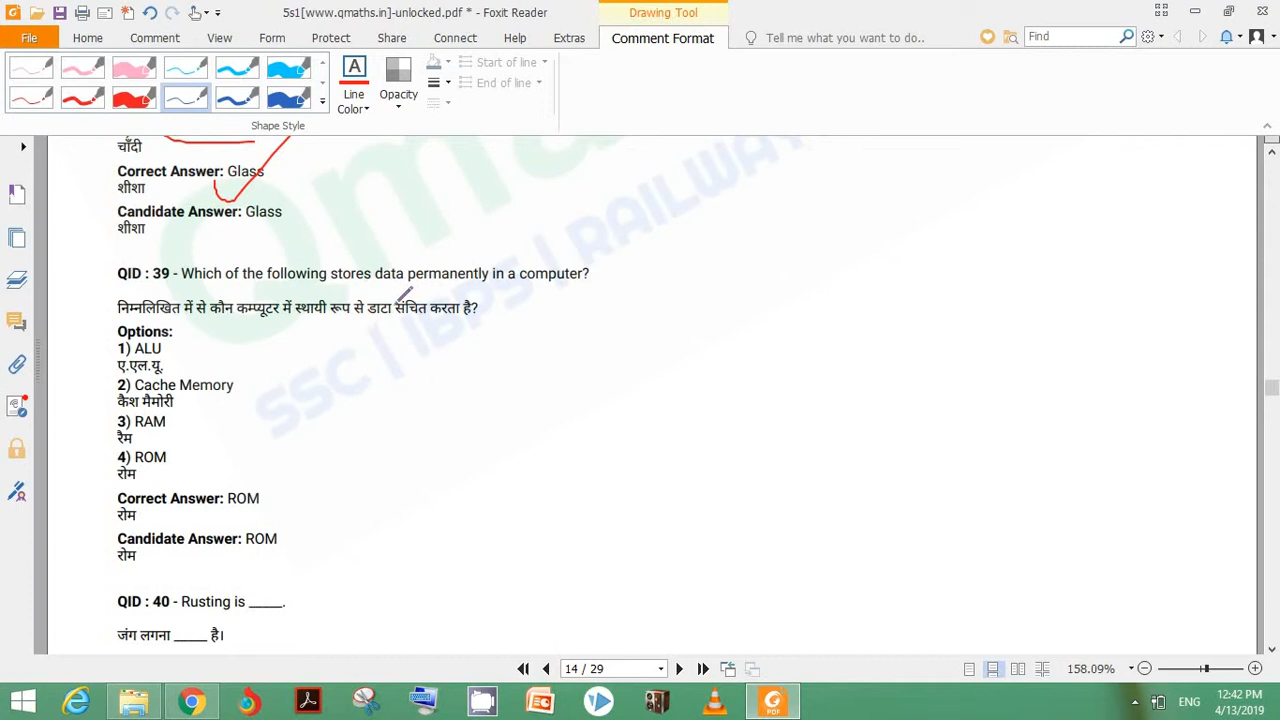 5s1[www.qmaths.in]-unlocked.pdf * - Foxit Reader
Drawing Tool
File Home Comment View Form Protect Share Connect Help Extras Comment Format Tell me what you want to do.. Find
Line Color
Opacity
Start of line
End of line
Shape Style
चाँदी
Correct Answer: Glass
शीशा
Candidate Answer: Glass
शीशा
QID : 39 - Which of the following stores data permanently in a computer?
निम्नलिखित में से कौन कम्प्यूटर में स्थायी रूप से डाटा संचित करता है?
Options:
1) ALU
ए.एल.यू.
2) Cache Memory
कैश मैमोरी
3) RAM
रैम
4) ROM
रोम
Correct Answer: ROM
रोम
Candidate Answer: ROM
रोम
QID : 40 - Rusting is _____.
जंग लगना _____ है।
SSC | IBPS | RAILWAY
14 / 29
158.09%
ENG
12:42 PM
4/13/2019